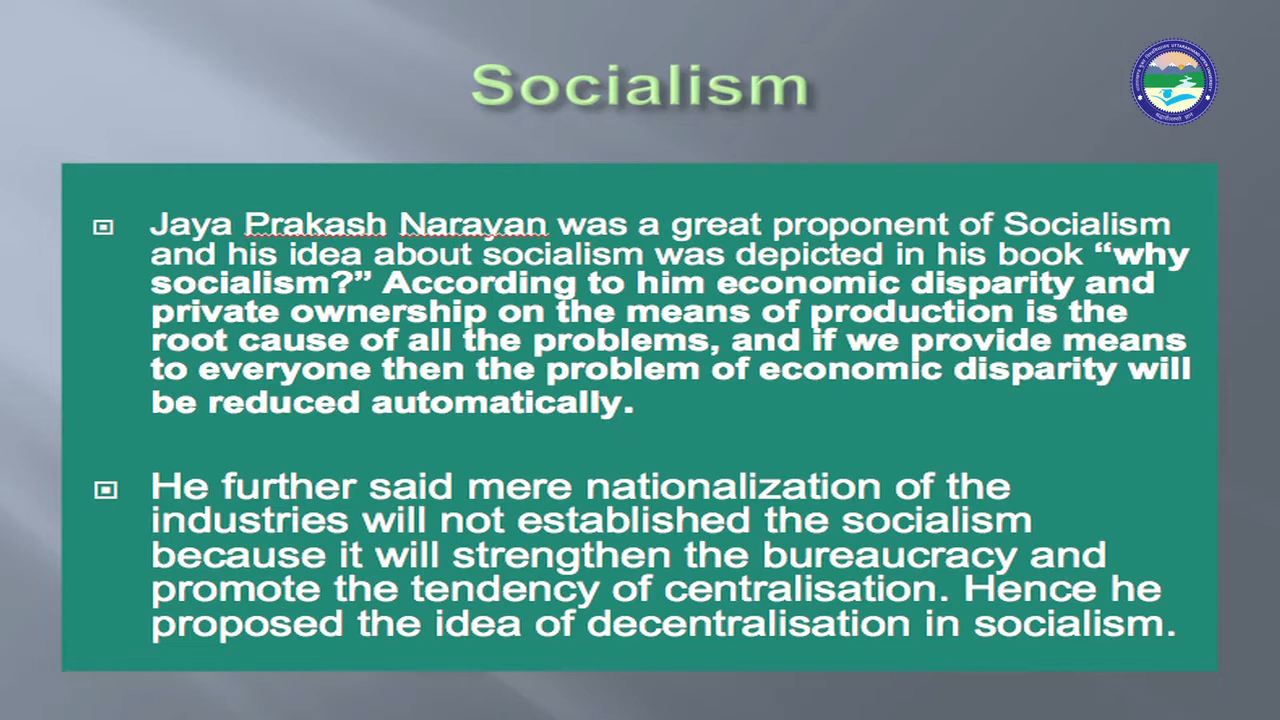 Socialism
Jaya Prakash Narayan was a great proponent of Socialism
and his idea about socialism was depicted in his book “why
socialism?” According to him economic disparity and
private ownership on the means of production is the
root cause of all the problems, and if we provide means
to everyone then the problem of economic disparity will
be reduced automatically.
He further said mere nationalization of the
industries will not established the socialism
because it will strengthen the bureaucracy and
promote the tendency of centralisation. Hence he
proposed the idea of decentralisation in socialism.